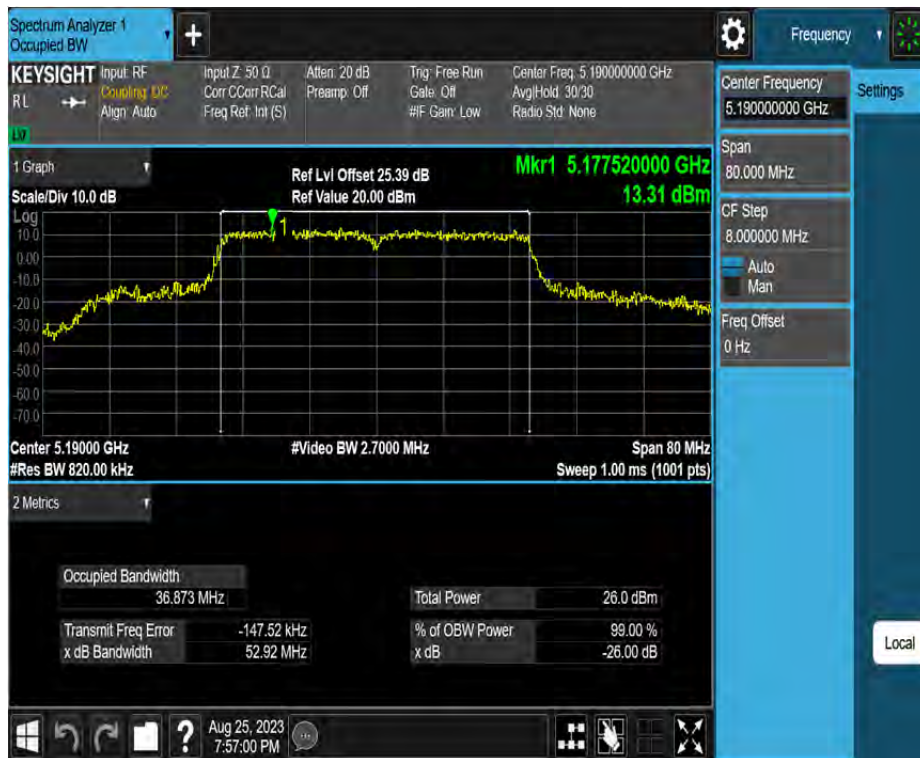 Spectrum Analyzer 1
Occupied BW
+
Frequency
KEYSIGHT
RL
Input: RF
Coupling: DC
Align: Auto
Input Z: 50 Ω
Corr CCorr RCal
Freq Ref: Int (S)
Atten: 20 dB
Preamp: Off
Trig: Free Run
Gate: Off
#IF Gain: Low
Center Freq: 5.190000000 GHz
Avg|Hold: 30/30
Radio Std: None
Center Frequency
5.190000000 GHz
Settings
Span
80.000 MHz
CF Step
8.000000 MHz
Auto
Man
Freq Offset
0 Hz
1 Graph
Scale/Div 10.0 dB
Ref Lvl Offset 25.39 dB
Ref Value 20.00 dBm
Mkr1 5.177520000 GHz
13.31 dBm
Log
10.0
0.00
-10.0
-20.0
-30.0
-40.0
-50.0
-60.0
-70.0
1
Center 5.19000 GHz
#Res BW 820.00 kHz
#Video BW 2.7000 MHz
Span 80 MHz
Sweep 1.00 ms (1001 pts)
2 Metrics
Occupied Bandwidth
36.873 MHz
Transmit Freq Error -147.52 kHz
x dB Bandwidth 52.92 MHz
Total Power 26.0 dBm
% of OBW Power 99.00 %
x dB -26.00 dB
Local
?
Aug 25, 2023
7:57:00 PM